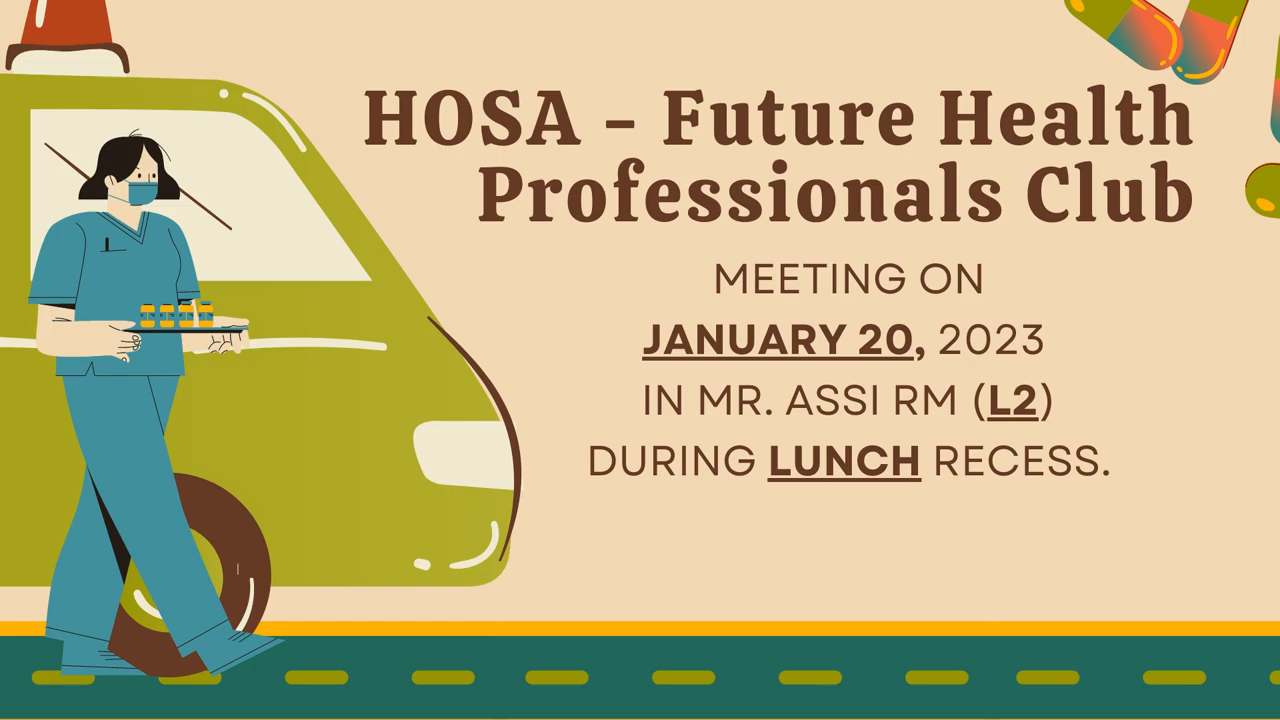 HOSA – Future Health
Professionals Club
MEETING ON
JANUARY 20, 2023
IN MR. ASSI RM (L2)
DURING LUNCH RECESS.